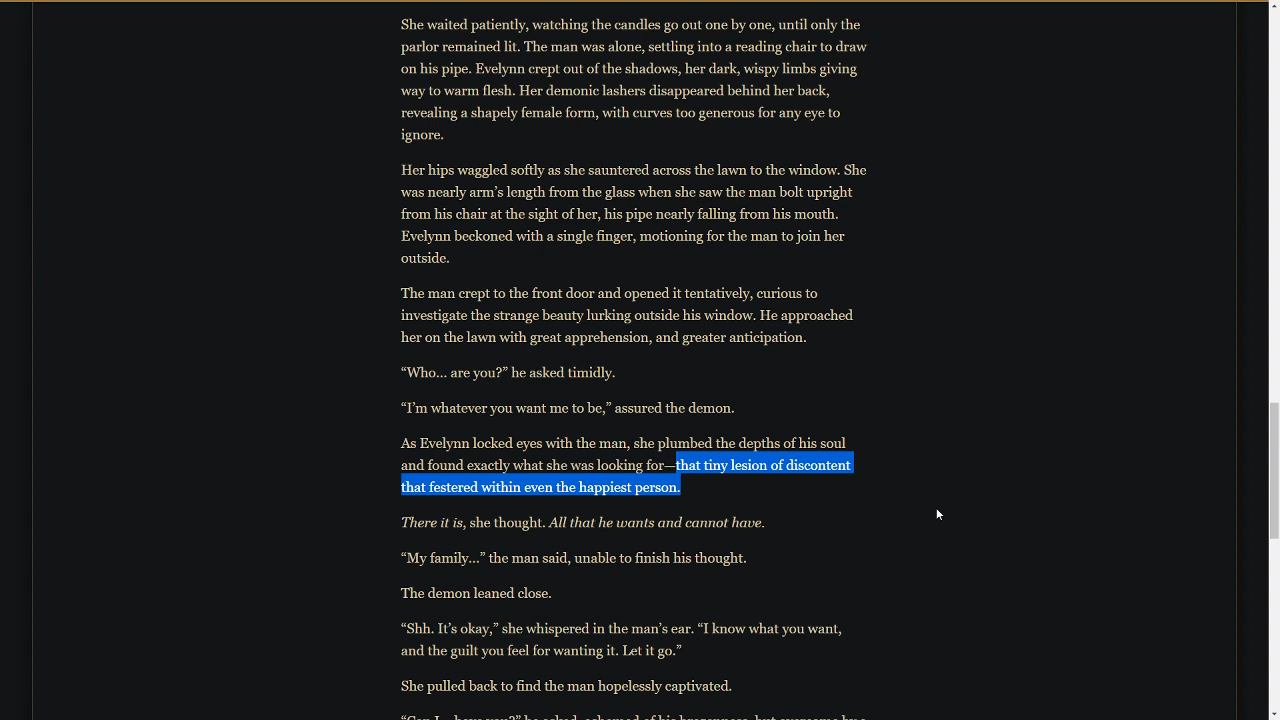 She waited patiently, watching the candles go out one by one, until only the
parlor remained lit. The man was alone, settling into a reading chair to draw
on his pipe. Evelynn crept out of the shadows, her dark, wispy limbs giving
way to warm flesh. Her demonic lashers disappeared behind her back,
revealing a shapely female form, with curves too generous for any eye to
ignore.
Her hips waggled softly as she sauntered across the lawn to the window. She
was nearly arm’s length from the glass when she saw the man bolt upright
from his chair at the sight of her, his pipe nearly falling from his mouth.
Evelynn beckoned with a single finger, motioning for the man to join her
outside.
The man crept to the front door and opened it tentatively, curious to
investigate the strange beauty lurking outside his window. He approached
her on the lawn with great apprehension, and greater anticipation.
“Who… are you?” he asked timidly.
“I’m whatever you want me to be,” assured the demon.
As Evelynn locked eyes with the man, she plumbed the depths of his soul
and found exactly what she was looking for—that tiny lesion of discontent
that festered within even the happiest person.
There it is, she thought. All that he wants and cannot have.
“My family…” the man said, unable to finish his thought.
The demon leaned close.
“Shh. It’s okay,” she whispered in the man’s ear. “I know what you want,
and the guilt you feel for wanting it. Let it go.”
She pulled back to find the man hopelessly captivated.